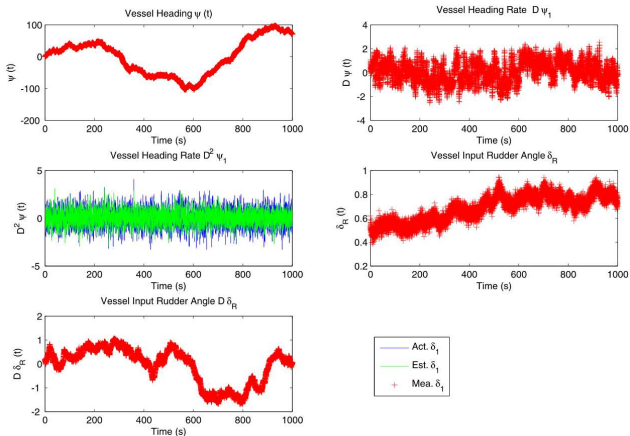 Vessel Heading ψ (t)
100
0
-100
-200
ψ (t)
0 200 400 600 800 1000
Time (s)
Vessel Heading Rate D ψ1
4
2
0
-2
-4
D ψ (t)
0 200 400 600 800 1000
Time (s)
Vessel Heading Rate D² ψ1
5
0
-5
D² ψ (t)
0 200 400 600 800 1000
Time (s)
Vessel Input Rudder Angle δR
1
0.8
0.6
0.4
0.2
δR (t)
0 200 400 600 800 1000
Time (s)
Vessel Input Rudder Angle D δR
2
1
0
-1
-2
D δR (t)
0 200 400 600 800 1000
Time (s)
Act. δ1
Est. δ1
Mea. δ1